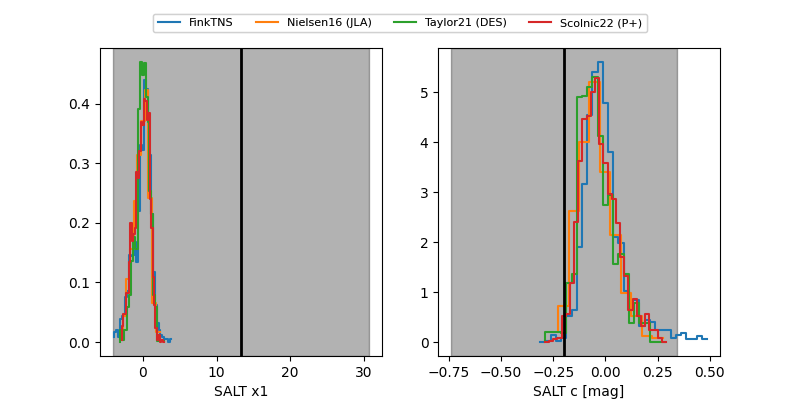 FinkTNS Nielsen16 (JLA) Taylor21 (DES) Scolnic22 (P+)
0.4
0.3
0.2
0.1
0.0
0 10 20 30
SALT x1
5
4
3
2
1
0
−0.75 −0.50 −0.25 0.00 0.25 0.50
SALT c [mag]